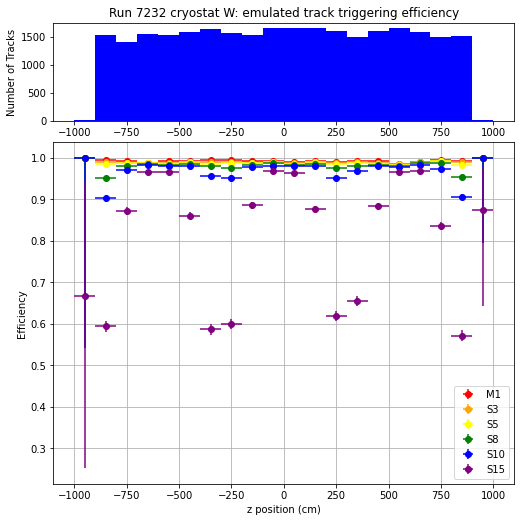 Run 7232 cryostat W: emulated track triggering efficiency
Number of Tracks
1500
1000
500
0
−1000 −750 −500 −250 0 250 500 750 1000
Efficiency
1.0
0.9
0.8
0.7
0.6
0.5
0.4
0.3
M1
S3
S5
S8
S10
S15
−1000 −750 −500 −250 0 250 500 750 1000
z position (cm)